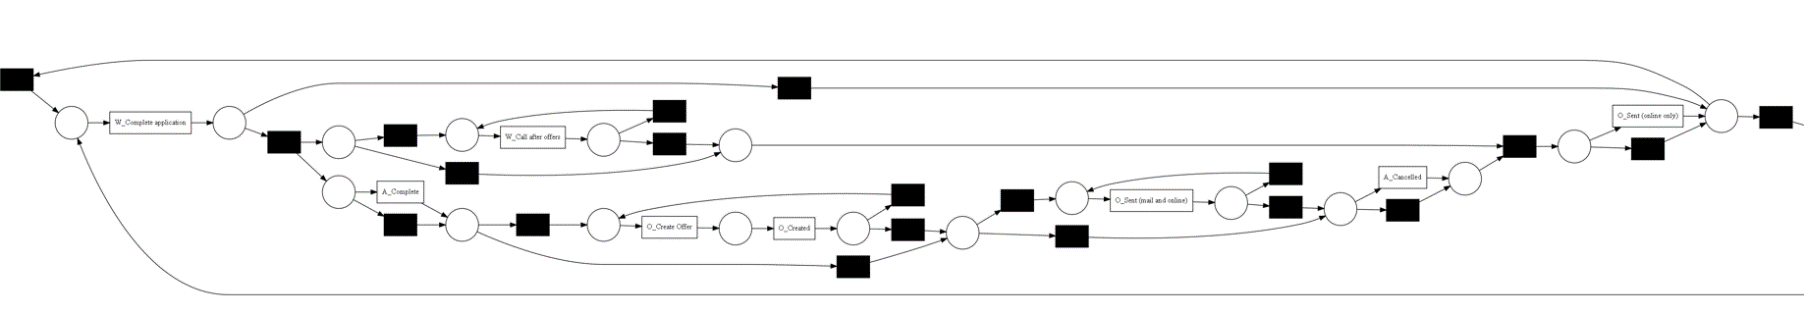 W_Complete application
W_Call after offers
A_Complete
O_Create Offer
O_Created
O_Sent (mail and online)
A_Cancelled
O_Sent (online only)